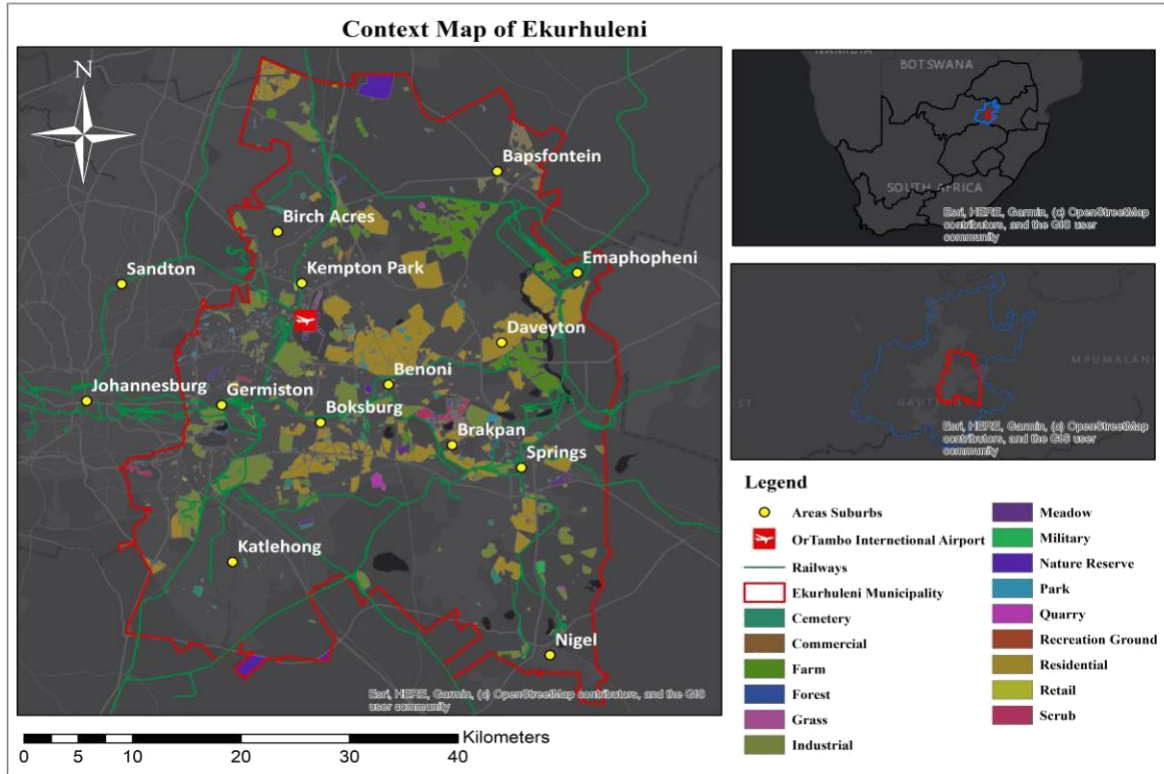 Context Map of Ekurhuleni
N
Bapsfontein
Birch Acres
Sandton
Kempton Park
Emaphopheni
Daveyton
Benoni
Johannesburg
Germiston
Boksburg
Brakpan
Springs
Katlehong
Nigel
Esri, HERE, Garmin, (c) OpenStreetMap contributors, and the GIS
user community
Kilometers
0 5 10 20 30 40
NAMIBIA
BOTSWANA
SOUTH AFRICA
Esri, HERE, Garmin, (c) OpenStreetMap
contributors, and the GIS user
community
MPUMALAN
GAUTENG
Esri, HERE, Garmin, (c) OpenStreetMap
contributors, and the GIS user
community
Legend
Areas Suburbs
OrTambo Internetional Airport
Railways
Ekurhuleni Municipality
Cemetery
Commercial
Farm
Forest
Grass
Industrial
Meadow
Military
Nature Reserve
Park
Quarry
Recreation Ground
Residential
Retail
Scrub